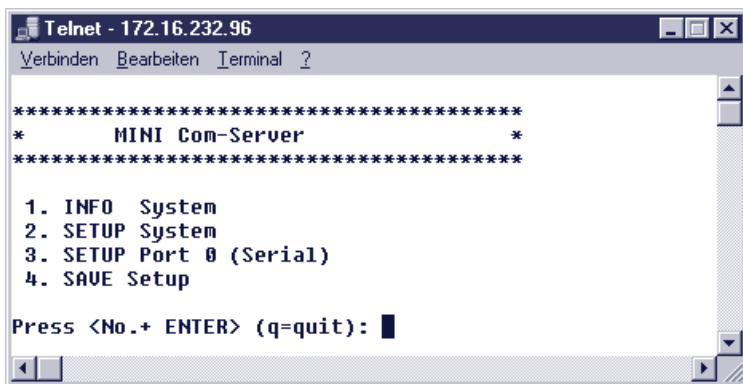 Telnet - 172.16.232.96
Verbinden Bearbeiten Terminal ?
****************************************
* MINI Com-Server *
****************************************
1. INFO System
2. SETUP System
3. SETUP Port 0 (Serial)
4. SAVE Setup
Press <No.+ ENTER> (q=quit):